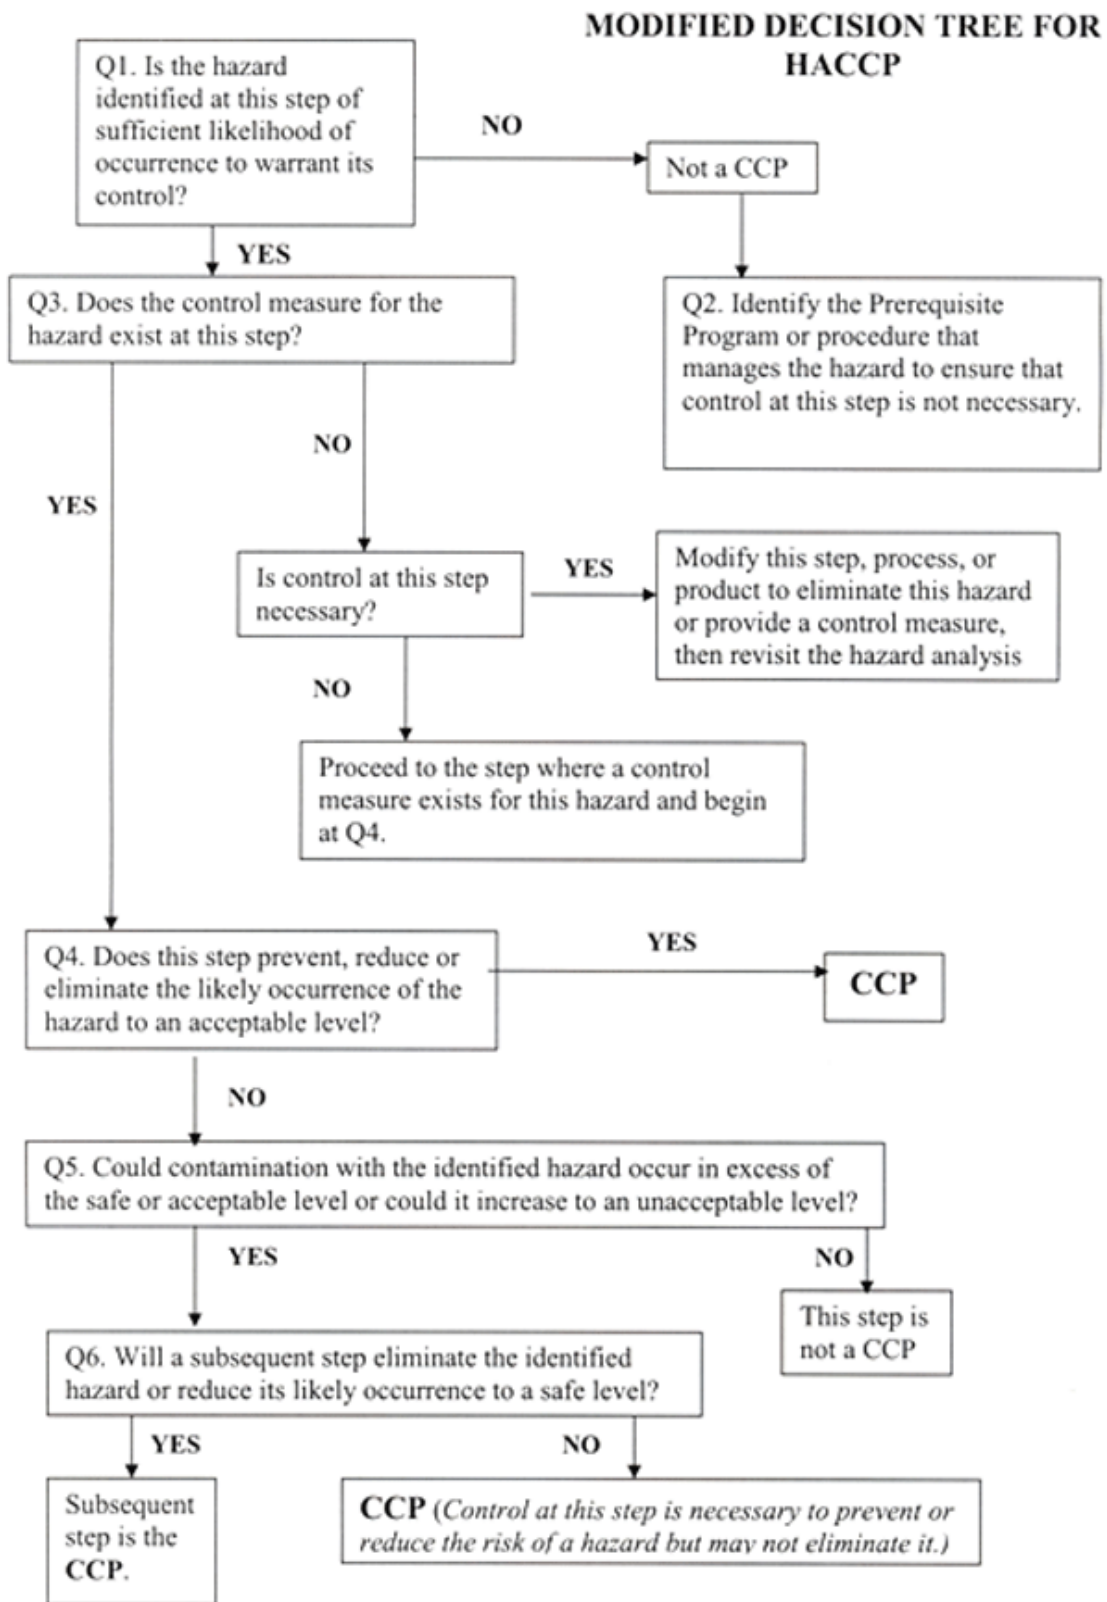 MODIFIED DECISION TREE FOR
HACCP
Q1. Is the hazard
identified at this step of
sufficient likelihood of
occurrence to warrant its
control?
NO
Not a CCP
YES
Q3. Does the control measure for the
hazard exist at this step?
Q2. Identify the Prerequisite
Program or procedure that
manages the hazard to ensure that
control at this step is not necessary.
NO
YES
Is control at this step
necessary?
YES
Modify this step, process, or
product to eliminate this hazard
or provide a control measure,
then revisit the hazard analysis
NO
Proceed to the step where a control
measure exists for this hazard and begin
at Q4.
Q4. Does this step prevent, reduce or
eliminate the likely occurrence of the
hazard to an acceptable level?
YES
CCP
NO
Q5. Could contamination with the identified hazard occur in excess of
the safe or acceptable level or could it increase to an unacceptable level?
YES
NO
This step is
not a CCP
Q6. Will a subsequent step eliminate the identified
hazard or reduce its likely occurrence to a safe level?
YES
NO
Subsequent
step is the
CCP.
CCP (Control at this step is necessary to prevent or
reduce the risk of a hazard but may not eliminate it.)